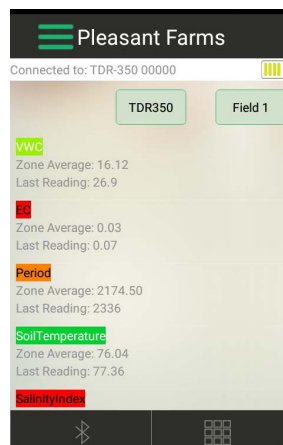 Pleasant Farms
Connected to: TDR-350 00000
TDR350
Field 1
VWC
Zone Average: 16.12
Last Reading: 26.9
EC
Zone Average: 0.03
Last Reading: 0.07
Period
Zone Average: 2174.50
Last Reading: 2336
SoilTemperature
Zone Average: 76.04
Last Reading: 77.36
SalinityIndex